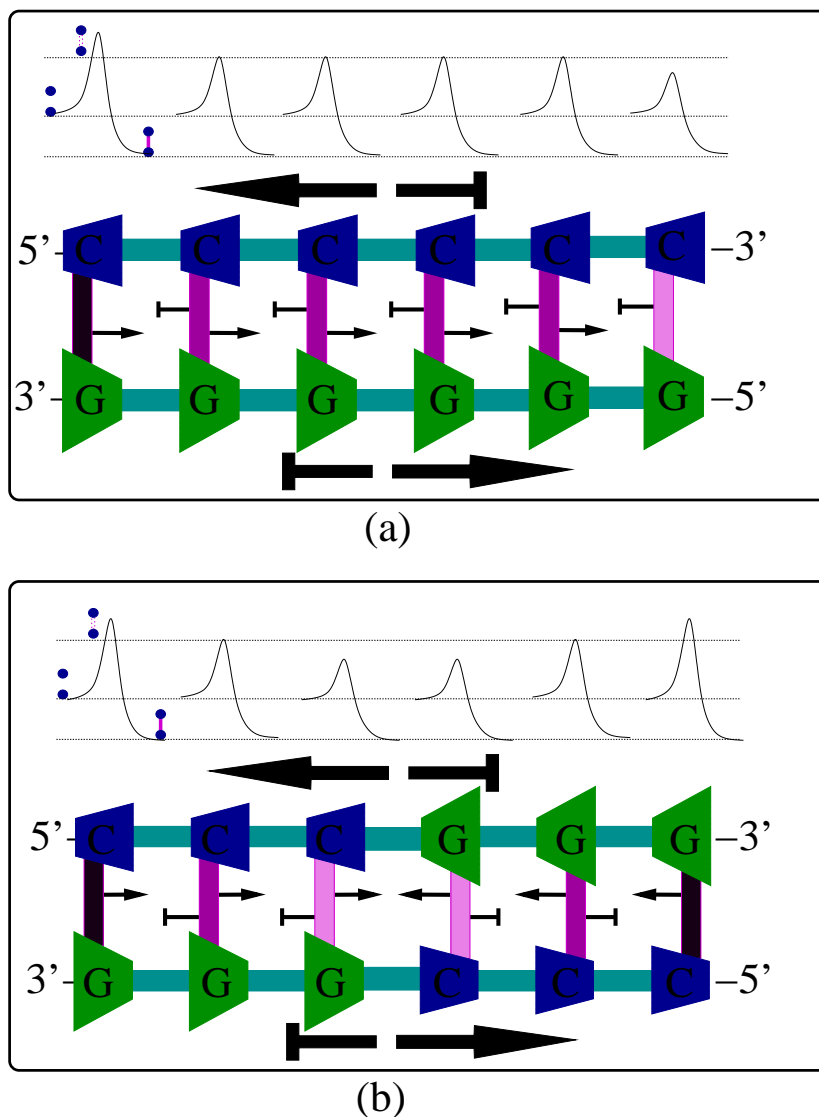 5’ C C C C C C –3’
3’ G G G G G G –5’
(a)
5’ C C C G G G –3’
3’ G G G C C C –5’
(b)